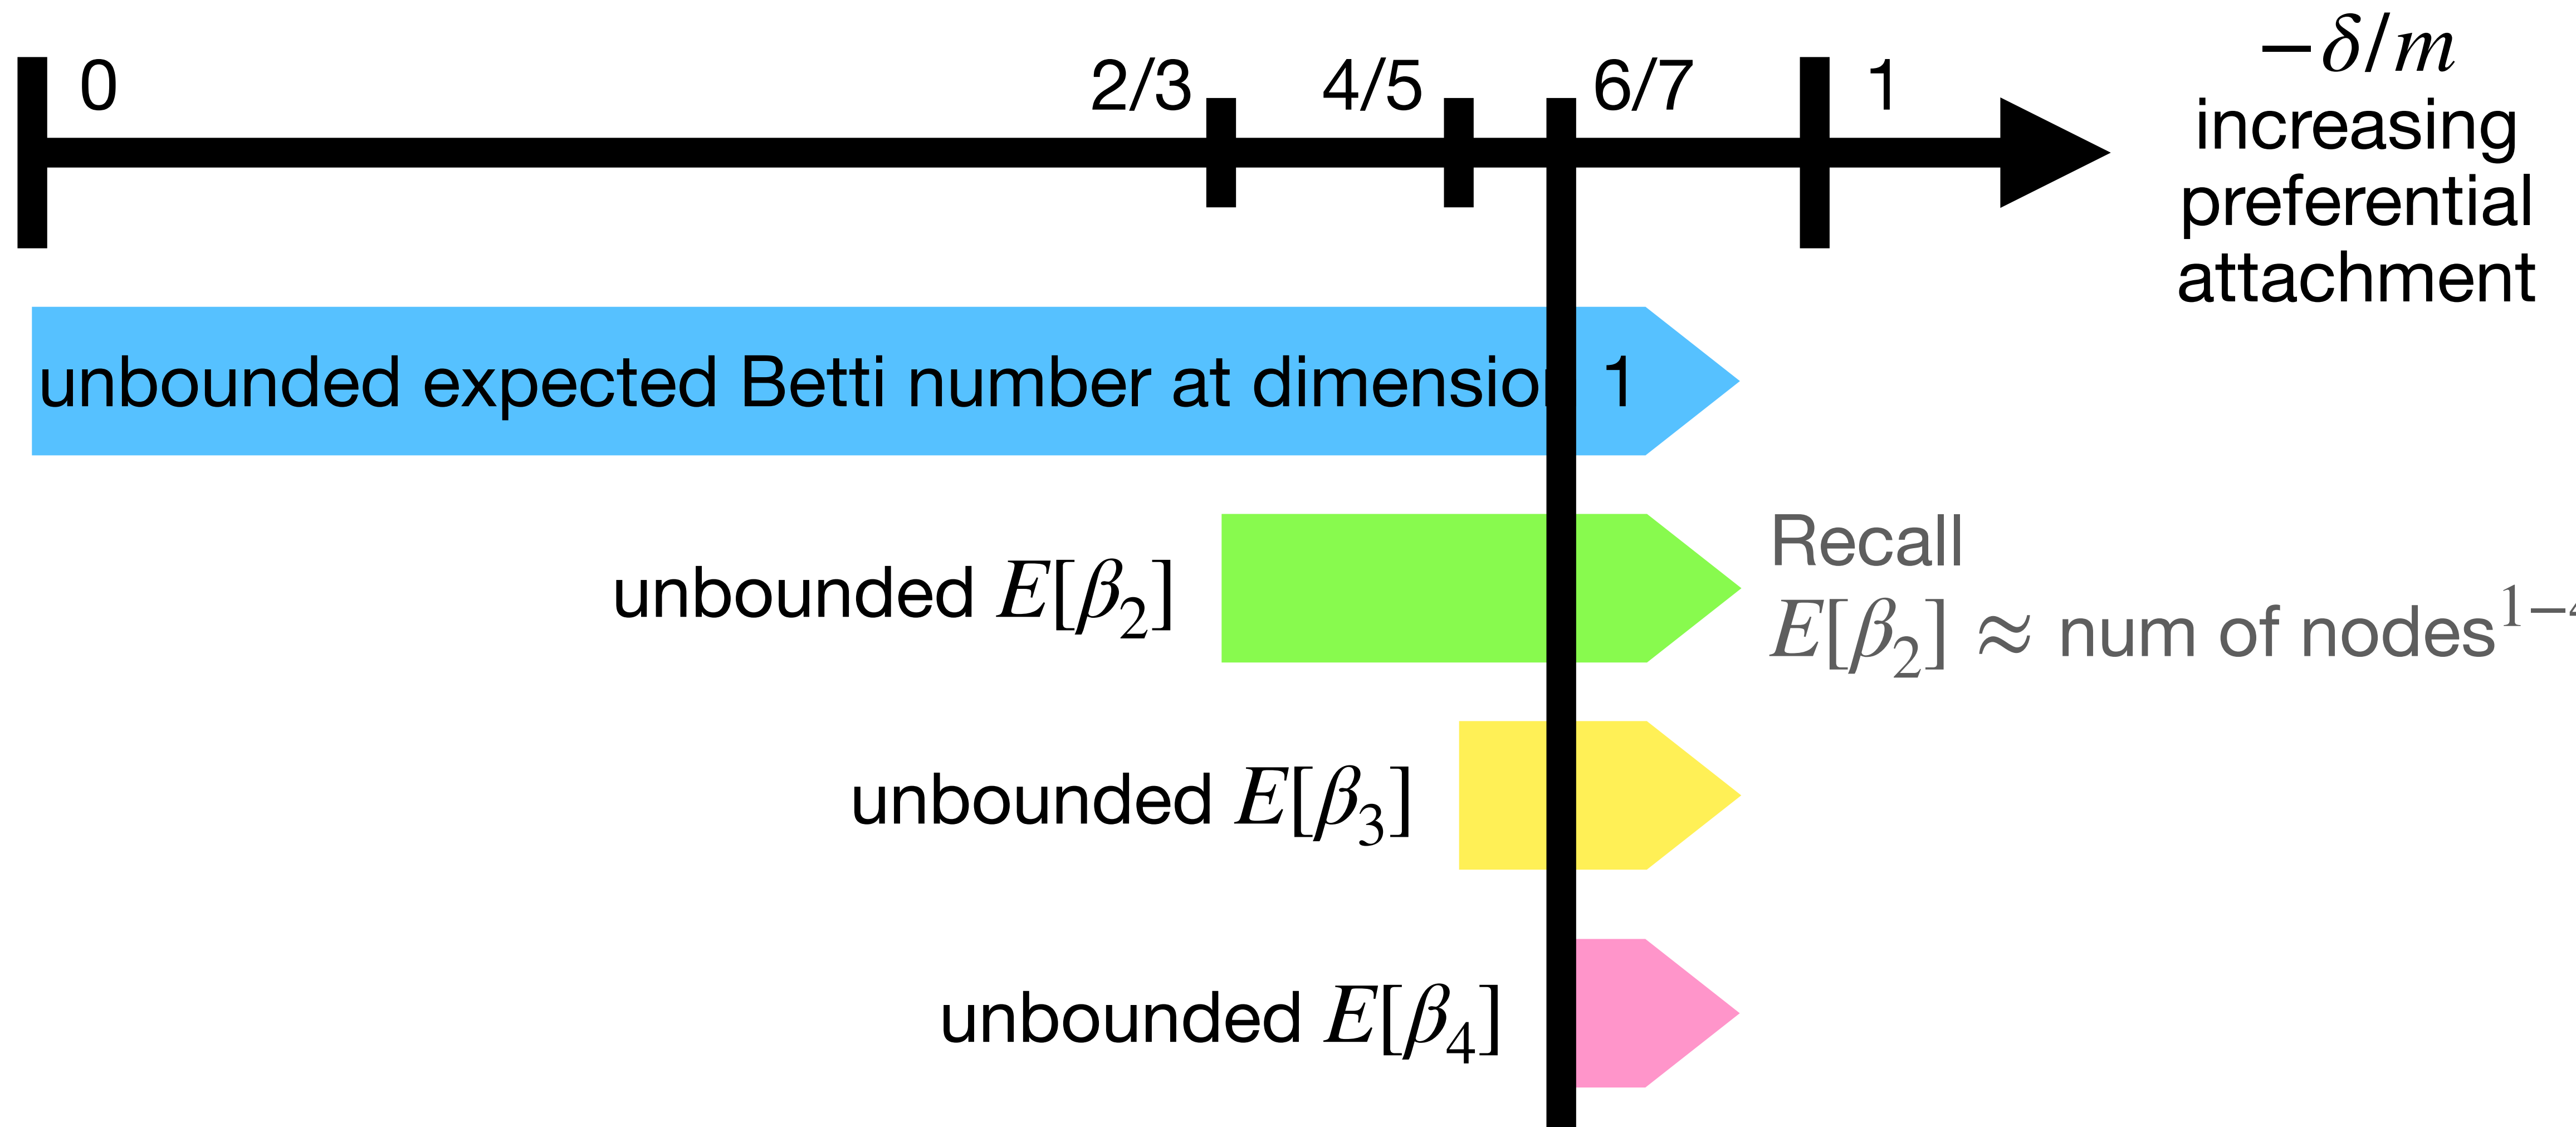 0
2/3
4/5
6/7
1
−δ/m
increasing
preferential
attachment
unbounded expected Betti number at dimension 1
unbounded E[β₂]
Recall
E[β₂] ≈ num of nodes¹⁻
unbounded E[β₃]
unbounded E[β₄]